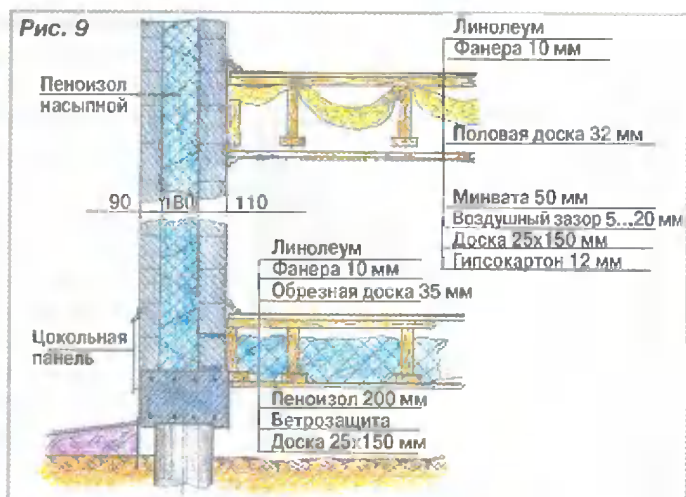 Рис. 9
Линолеум
Фанера 10 мм
Пеноизол
насыпной
Половая доска 32 мм
90 180 110
Минвата 50 мм
Воздушный зазор 5...20 мм
Доска 25х150 мм
Гипсокартон 12 мм
Линолеум
Фанера 10 мм
Обрезная доска 35 мм
Цокольная
панель
Пеноизол 200 мм
Ветрозащита
Доска 25х150 мм